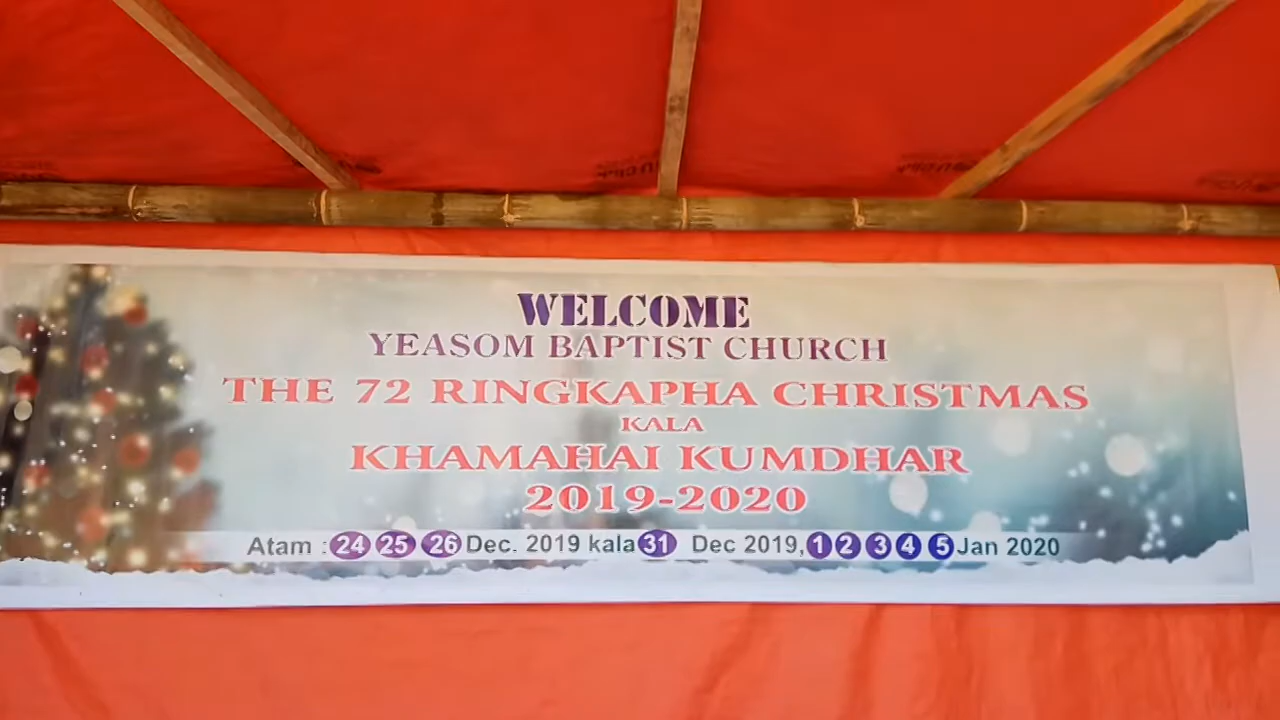 WELCOME
YEASOM BAPTIST CHURCH
THE 72 RINGKAPHA CHRISTMAS
KALA
KHAMAHAI KUMDHAR
2019-2020
Atam : 24 25 26 Dec. 2019 kala 31 Dec 2019, 1 2 3 4 5 Jan 2020